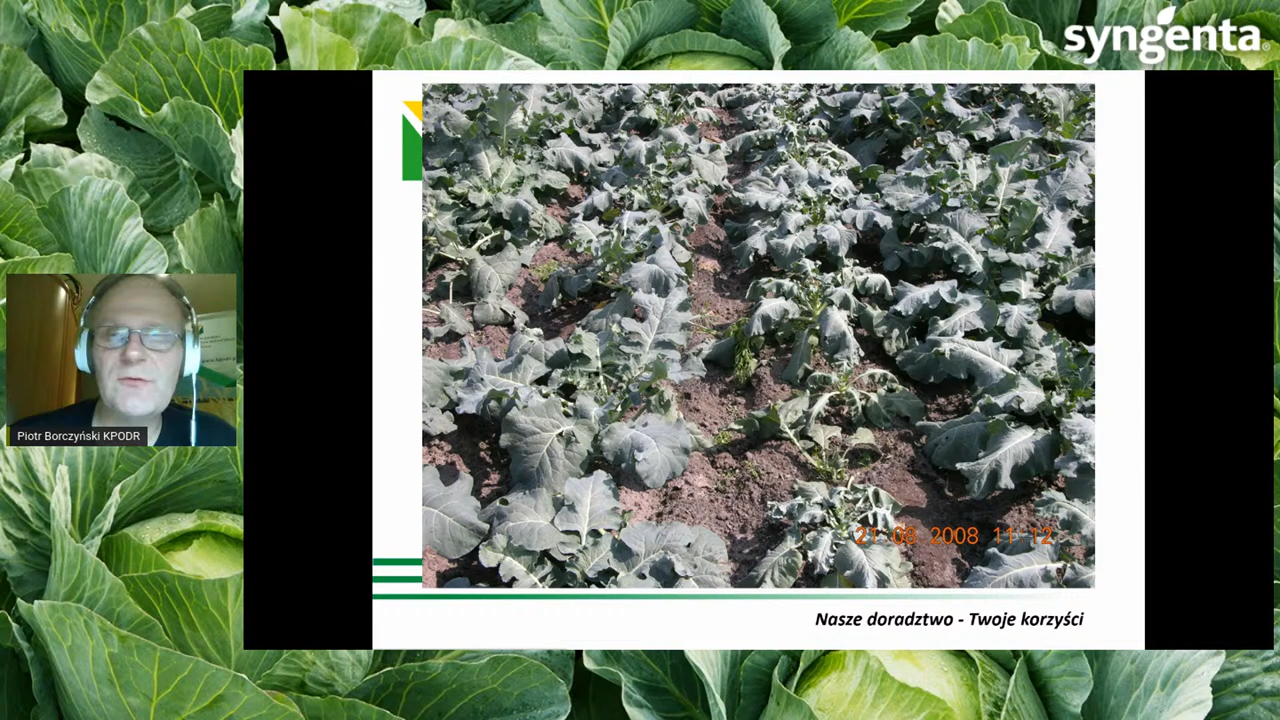 syngenta
Piotr Borczyński KPODR
21.08 2008 11 12
Nasze doradztwo - Twoje korzyści